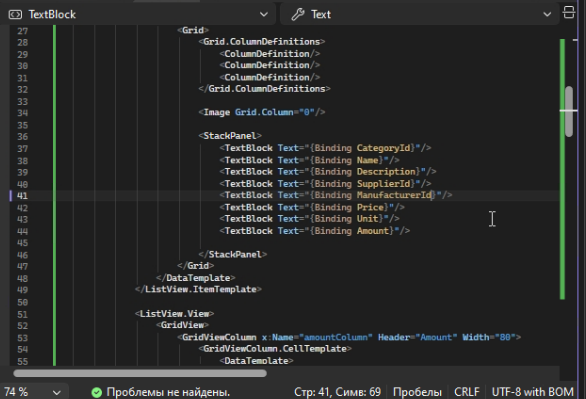 TextBlock Text
27 <Grid>
28 <Grid.ColumnDefinitions>
29 <ColumnDefinition/>
30 <ColumnDefinition/>
31 <ColumnDefinition/>
32 </Grid.ColumnDefinitions>
33
34 <Image Grid.Column="0"/>
35
36 <StackPanel>
37 <TextBlock Text="{Binding CategoryId}"/>
38 <TextBlock Text="{Binding Name}"/>
39 <TextBlock Text="{Binding Description}"/>
40 <TextBlock Text="{Binding SupplierId}"/>
41 <TextBlock Text="{Binding ManufacturerId}"/>
42 <TextBlock Text="{Binding Price}"/>
43 <TextBlock Text="{Binding Unit}"/>
44 <TextBlock Text="{Binding Amount}"/>
45
46 </StackPanel>
47 </Grid>
48 </DataTemplate>
49 </ListView.ItemTemplate>
50
51 <ListView.View>
52 <GridView>
53 <GridViewColumn x:Name="amountColumn" Header="Amount" Width="80">
54 <GridViewColumn.CellTemplate>
55 <DataTemplate>
74 % Проблемы не найдены. Стр: 41, Симв: 69 Пробелы CRLF UTF-8 with BOM